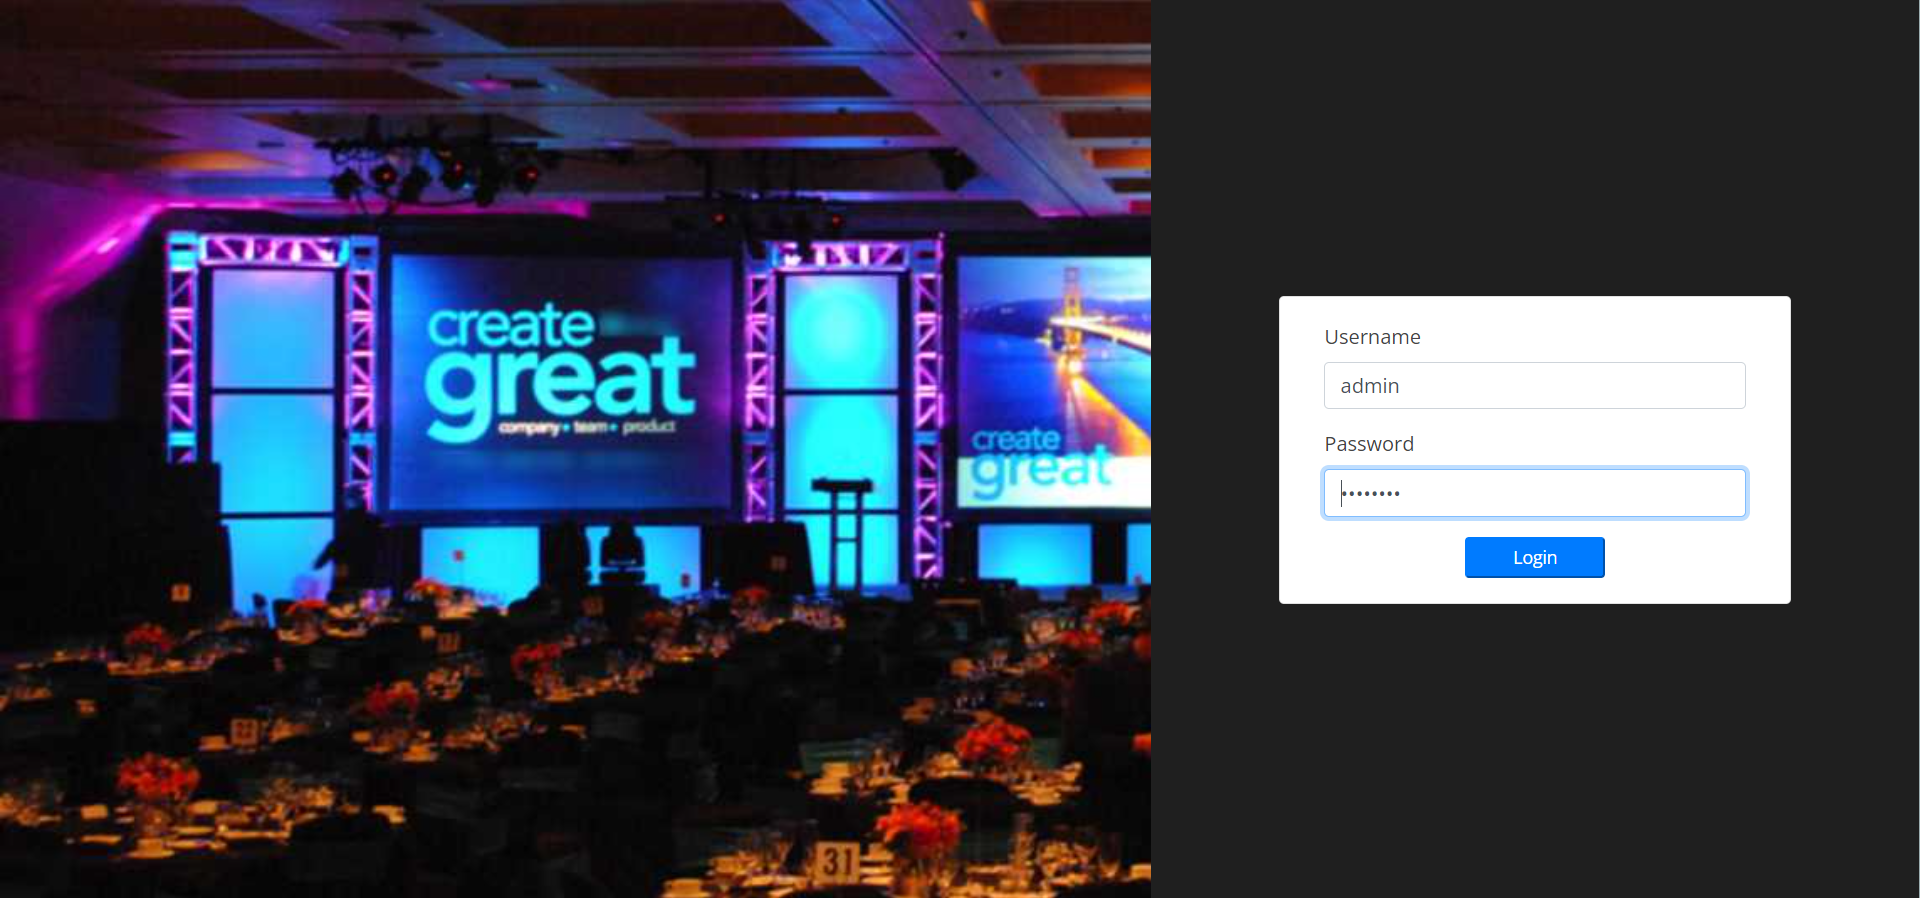 create
great
company • team • product
create
great
31
Username
admin
Password
••••••••
Login